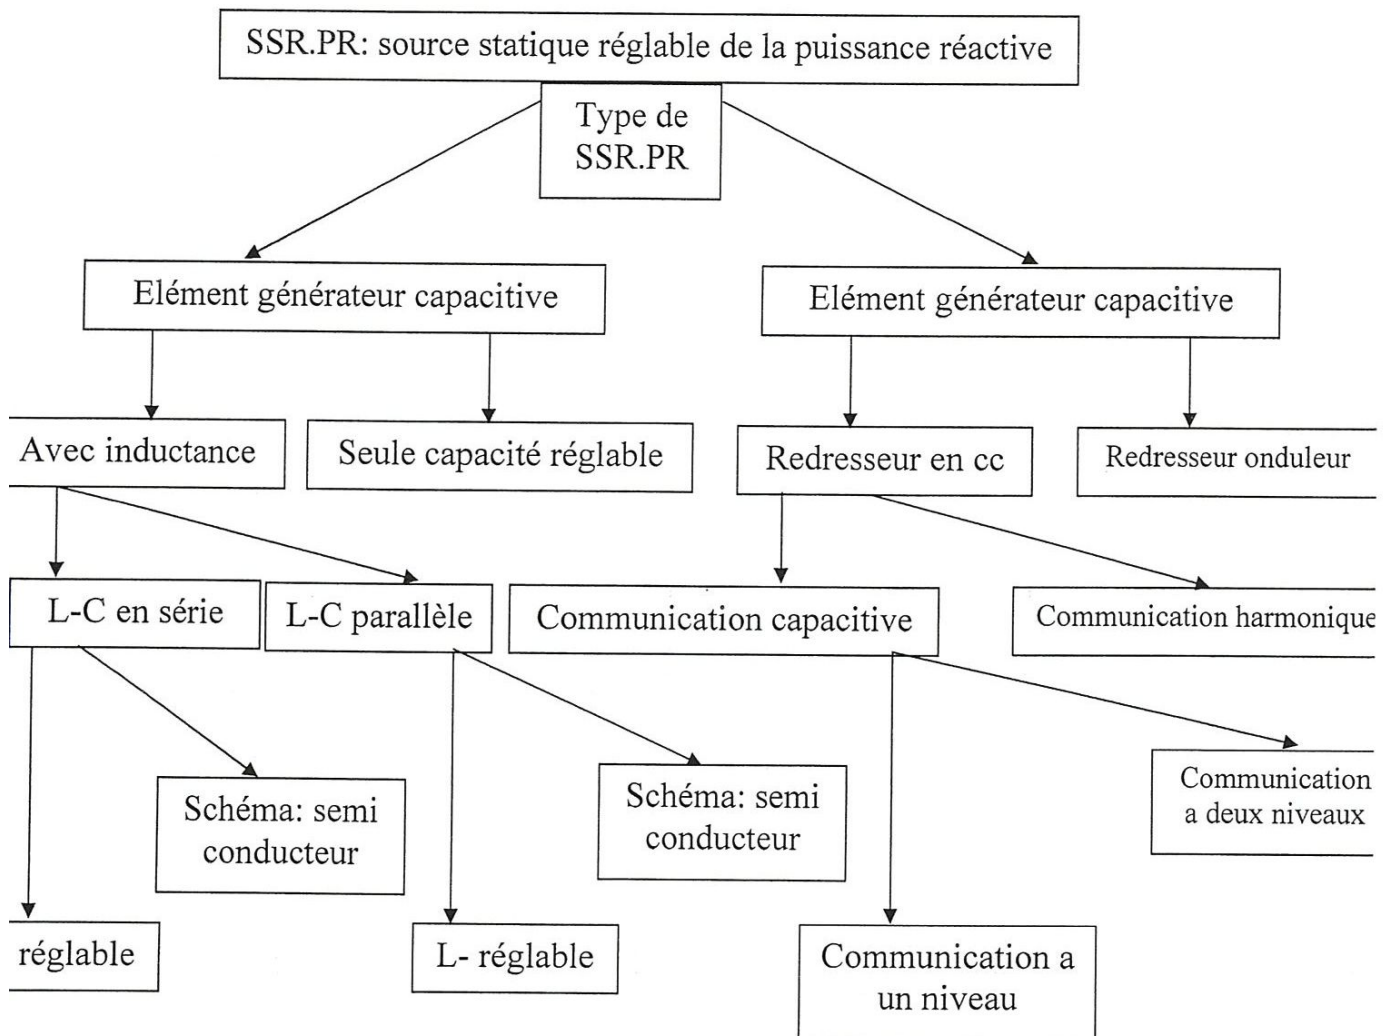 SSR.PR: source statique réglable de la puissance réactive
Type de
SSR.PR
Elément générateur capacitive
Elément générateur capacitive
Avec inductance
Seule capacité réglable
Redresseur en cc
Redresseur onduleur
L-C en série
L-C parallèle
Communication capacitive
Communication harmonique
Schéma: semi
conducteur
Schéma: semi
conducteur
Communication
a deux niveaux
réglable
L- réglable
Communication a
un niveau